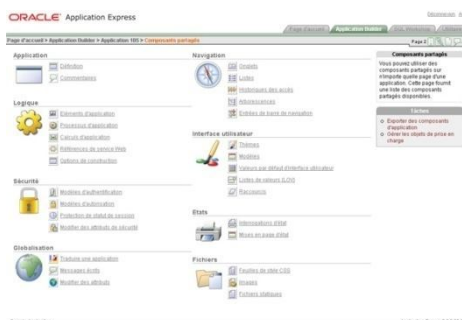 ORACLE Application Express
Déconnexion
Page d'accueil Application Builder SQL Workshop
Page d'accueil > Application Builder > Application 165 > Composants partagés
Page 0
Application
Définition
Commentaires
Logique
Eléments d'application
Processus d'application
Calculs d'application
Références de service Web
Options de construction
Sécurité
Modèles d'authentification
Modèles d'autorisation
Protection de statut de session
Modifier des attributs de sécurité
Globalisation
Traduire une application
Messages écrits
Modifier des attributs
Navigation
Onglets
Listes
Historiques des accès
Arborescences
Entrées de barre de navigation
Interface utilisateur
Thèmes
Modèles
Valeurs par défaut d'interface utilisateur
Listes de valeurs (LOV)
Raccourcis
Etats
Interrogations d'état
Mises en page d'état
Fichiers
Feuilles de style CSS
Images
Fichiers statiques
Composants partagés
Vous pouvez utiliser des
composants partagés sur
n'importe quelle page d'une
application. Cette page fournit
une liste des composants
partagés disponibles.
Tâches
Exporter des composants
d'application
Gérer les objets de prise en
charge